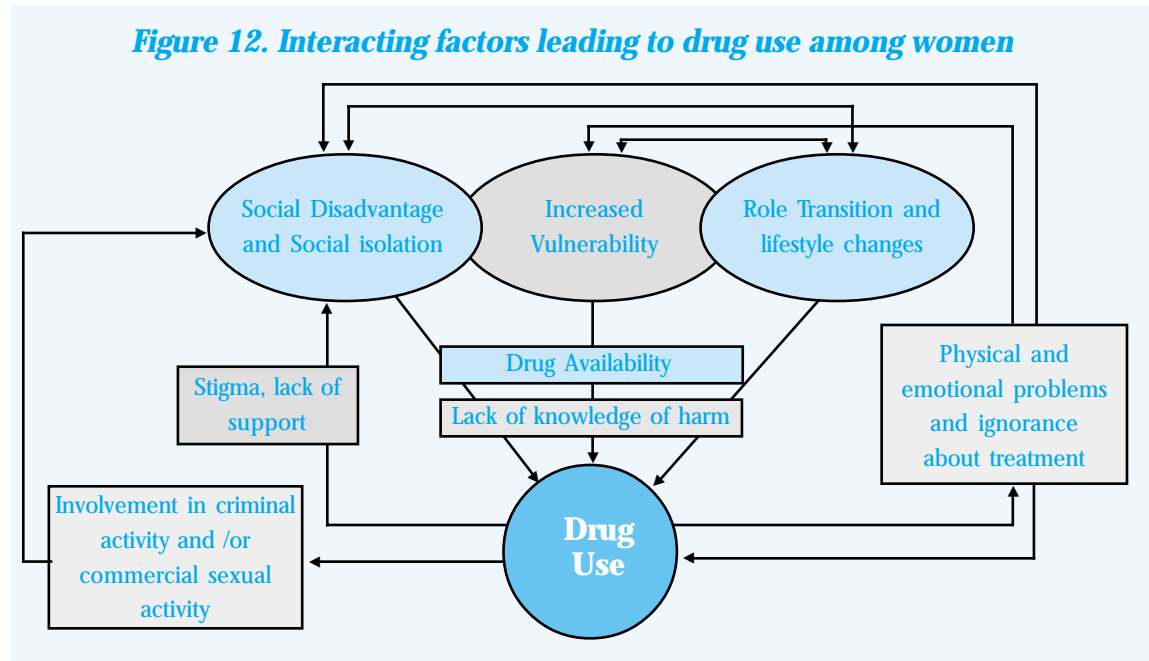 Figure 12. Interacting factors leading to drug use among women
Social Disadvantage
and Social isolation
Increased
Vulnerability
Role Transition and
lifestyle changes
Drug Availability
Lack of knowledge of harm
Stigma, lack of
support
Physical and
emotional problems
and ignorance
about treatment
Involvement in criminal
activity and /or
commercial sexual
activity
Drug
Use